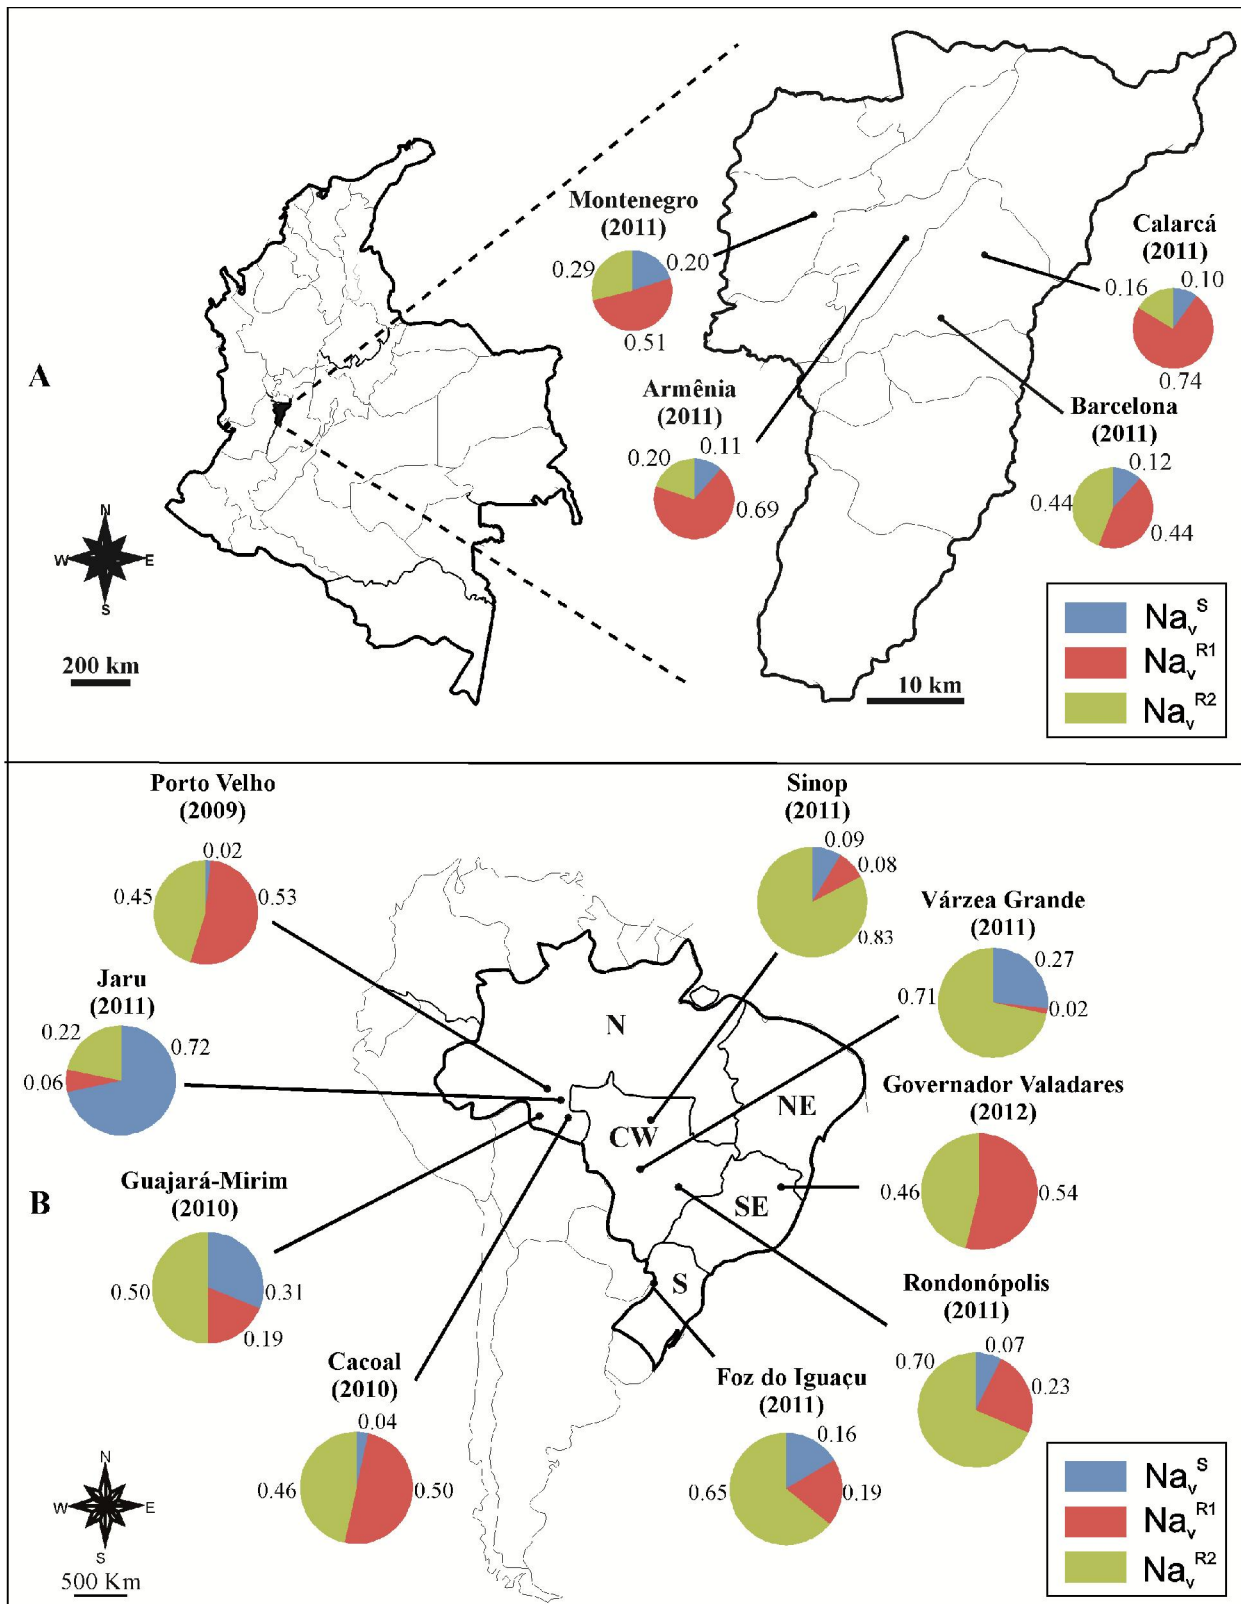 A
Montenegro
(2011)
0.29
0.20
0.51
Calarcá
(2011)
0.16
0.10
0.74
Armênia
(2011)
0.20
0.11
0.69
Barcelona
(2011)
0.12
0.44
0.44
N
W
E
S
200 km
10 km
Nav^S
Nav^R1
Nav^R2
B
Porto Velho
(2009)
0.02
0.45
0.53
Sinop
(2011)
0.09
0.08
0.83
Várzea Grande
(2011)
0.27
0.71
0.02
Jaru
(2011)
0.22
0.72
0.06
N
NE
CW
SE
S
Governador Valadares
(2012)
0.46
0.54
Guajará-Mirim
(2010)
0.50
0.31
0.19
Rondonópolis
(2011)
0.07
0.70
0.23
Cacoal
(2010)
0.04
0.46
0.50
Foz do Iguaçu
(2011)
0.16
0.65
0.19
N
W
E
S
500 Km
Nav^S
Nav^R1
Nav^R2